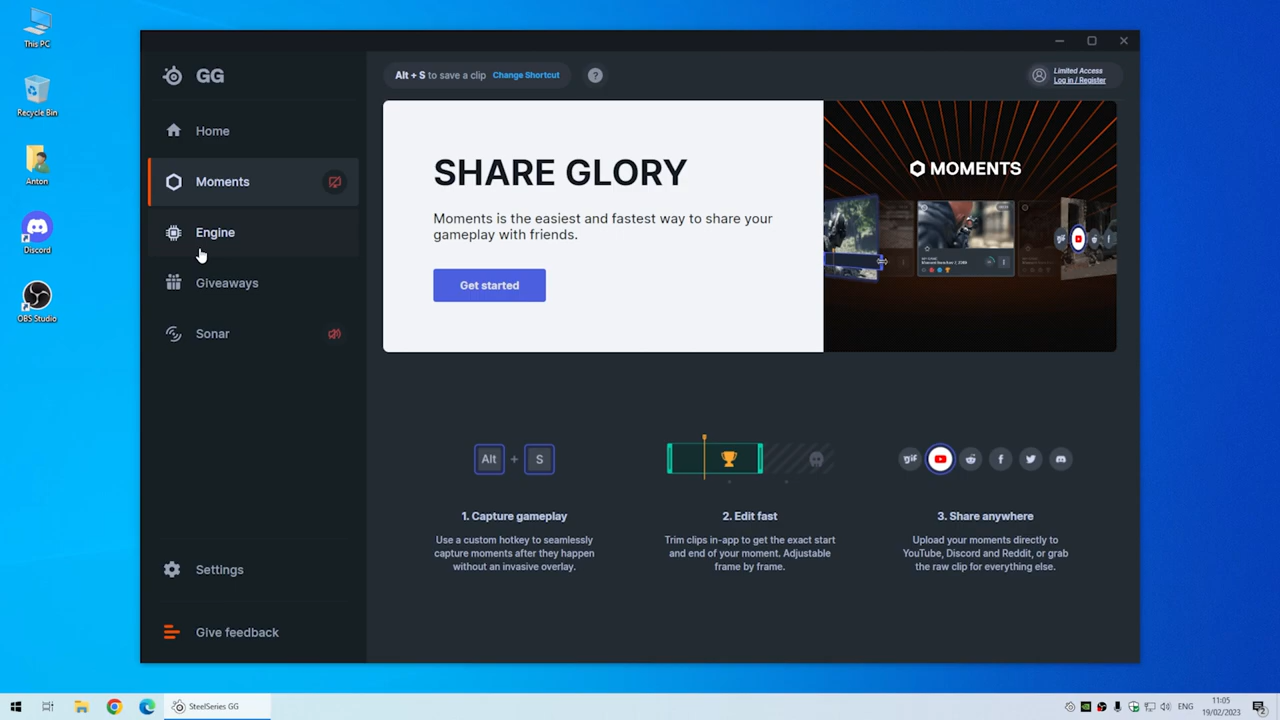 This PC
Recycle Bin
Anton
Discord
OBS Studio
GG
Home
Moments
Engine
Giveaways
Sonar
Settings
Give feedback
Alt + S to save a clip Change Shortcut
?
Limited Access
Log in / Register
SHARE GLORY
Moments is the easiest and fastest way to share your
gameplay with friends.
Get started
MOMENTS
Alt + S
GIF
1. Capture gameplay
Use a custom hotkey to seamlessly
capture moments after they happen
without an invasive overlay.
2. Edit fast
Trim clips in-app to get the exact start
and end of your moment. Adjustable
frame by frame.
3. Share anywhere
Upload your moments directly to
YouTube, Discord and Reddit, or grab
the raw clip for everything else.
SteelSeries GG
ENG
11:05
19/02/2023
2